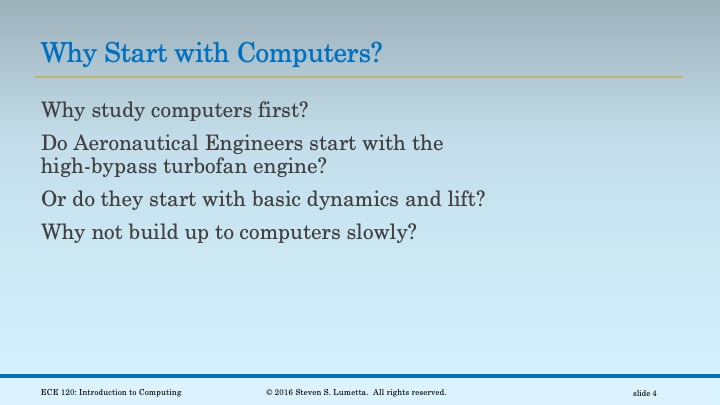 Why Start with Computers?
Why study computers first?
Do Aeronautical Engineers start with the
high-bypass turbofan engine?
Or do they start with basic dynamics and lift?
Why not build up to computers slowly?
ECE 120: Introduction to Computing
© 2016 Steven S. Lumetta. All rights reserved.
slide 4